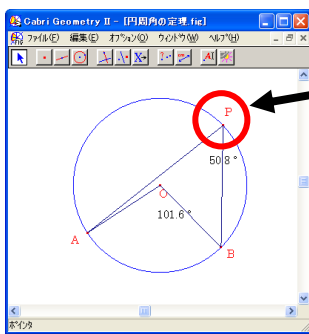 Cabri Geometry II - [円周角の定理.fig]
ファイル(F) 編集(E) オプション(O) ウィンドウ(W) ヘルプ(H)
P
50.8°
O
101.6°
A
B
ポインタ